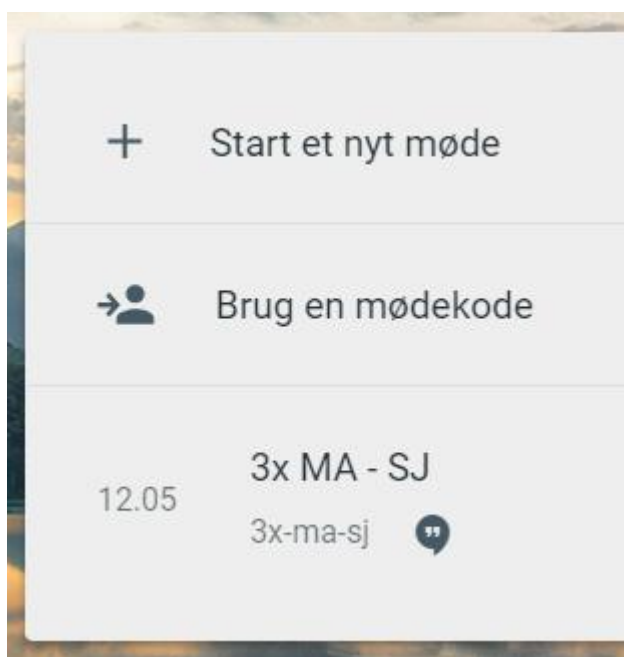 Start et nyt møde
Brug en mødekode
3x MA - SJ
12.05
3x-ma-sj